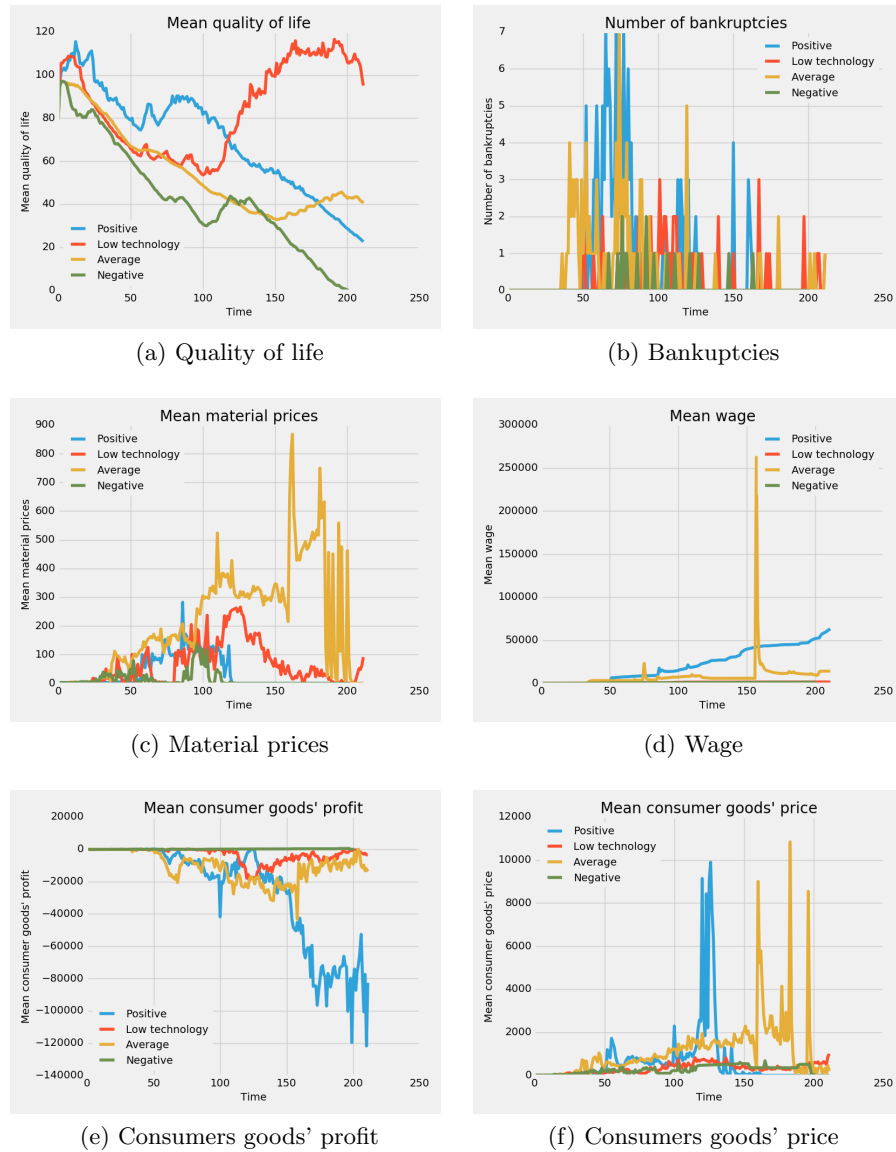 Mean quality of life
Mean quality of life
120
100
80
60
40
20
0
0 50 100 150 200 250
Time
Positive
Low technology
Average
Negative
(a) Quality of life
Number of bankruptcies
Number of bankruptcies
7
6
5
4
3
2
1
0
0 50 100 150 200 250
Time
Positive
Low technology
Average
Negative
(b) Bankuptcies
Mean material prices
Mean material prices
900
800
700
600
500
400
300
200
100
0
0 50 100 150 200 250
Time
Positive
Low technology
Average
Negative
(c) Material prices
Mean wage
Mean wage
300000
250000
200000
150000
100000
50000
0
0 50 100 150 200 250
Time
Positive
Low technology
Average
Negative
(d) Wage
Mean consumer goods' profit
Mean consumer goods' profit
20000
0
−20000
−40000
−60000
−80000
−100000
−120000
−140000
0 50 100 150 200 250
Time
Positive
Low technology
Average
Negative
(e) Consumers goods' profit
Mean consumer goods' price
Mean consumer goods' price
12000
10000
8000
6000
4000
2000
0
0 50 100 150 200 250
Time
Positive
Low technology
Average
Negative
(f) Consumers goods' price